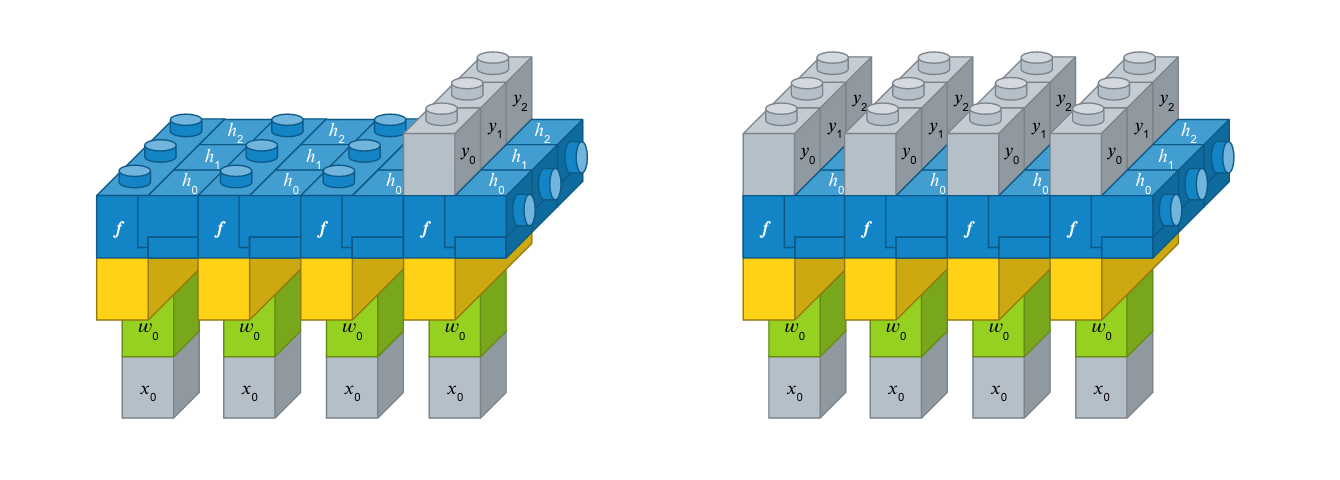 y₂ y₂ y₂ y₂ y₂
y₁ y₁ y₁ y₁ y₁
h₂ h₂ h₂ h₂
y₀ y₀ y₀ y₀ y₀
h₁ h₁ h₁ h₁
h₀ h₀ h₀ h₀ h₀ h₀ h₀ h₀
f f f f f f f f
w₀ w₀ w₀ w₀ w₀ w₀ w₀ w₀
x₀ x₀ x₀ x₀ x₀ x₀ x₀ x₀